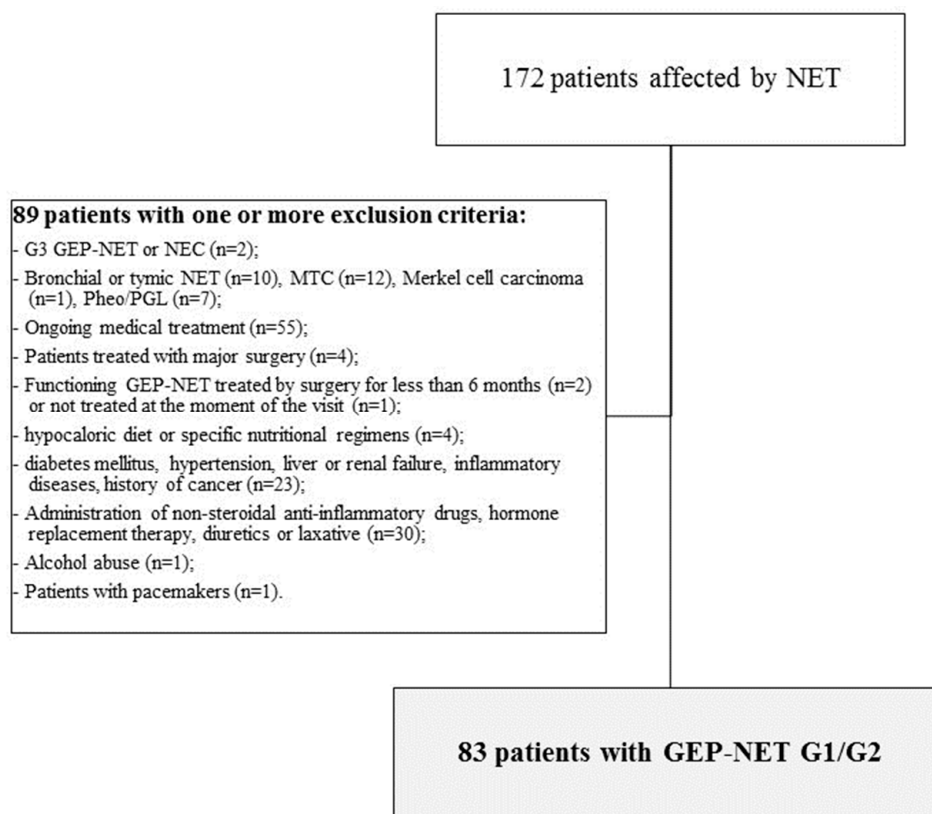 172 patients affected by NET
89 patients with one or more exclusion criteria:
- G3 GEP-NET or NEC (n=2);
- Bronchial or tymic NET (n=10), MTC (n=12), Merkel cell carcinoma
(n=1), Pheo/PGL (n=7);
- Ongoing medical treatment (n=55);
- Patients treated with major surgery (n=4);
- Functioning GEP-NET treated by surgery for less than 6 months (n=2)
or not treated at the moment of the visit (n=1);
- hypocaloric diet or specific nutritional regimens (n=4);
- diabetes mellitus, hypertension, liver or renal failure, inflammatory
diseases, history of cancer (n=23);
- Administration of non-steroidal anti-inflammatory drugs, hormone
replacement therapy, diuretics or laxative (n=30);
- Alcohol abuse (n=1);
- Patients with pacemakers (n=1).
83 patients with GEP-NET G1/G2